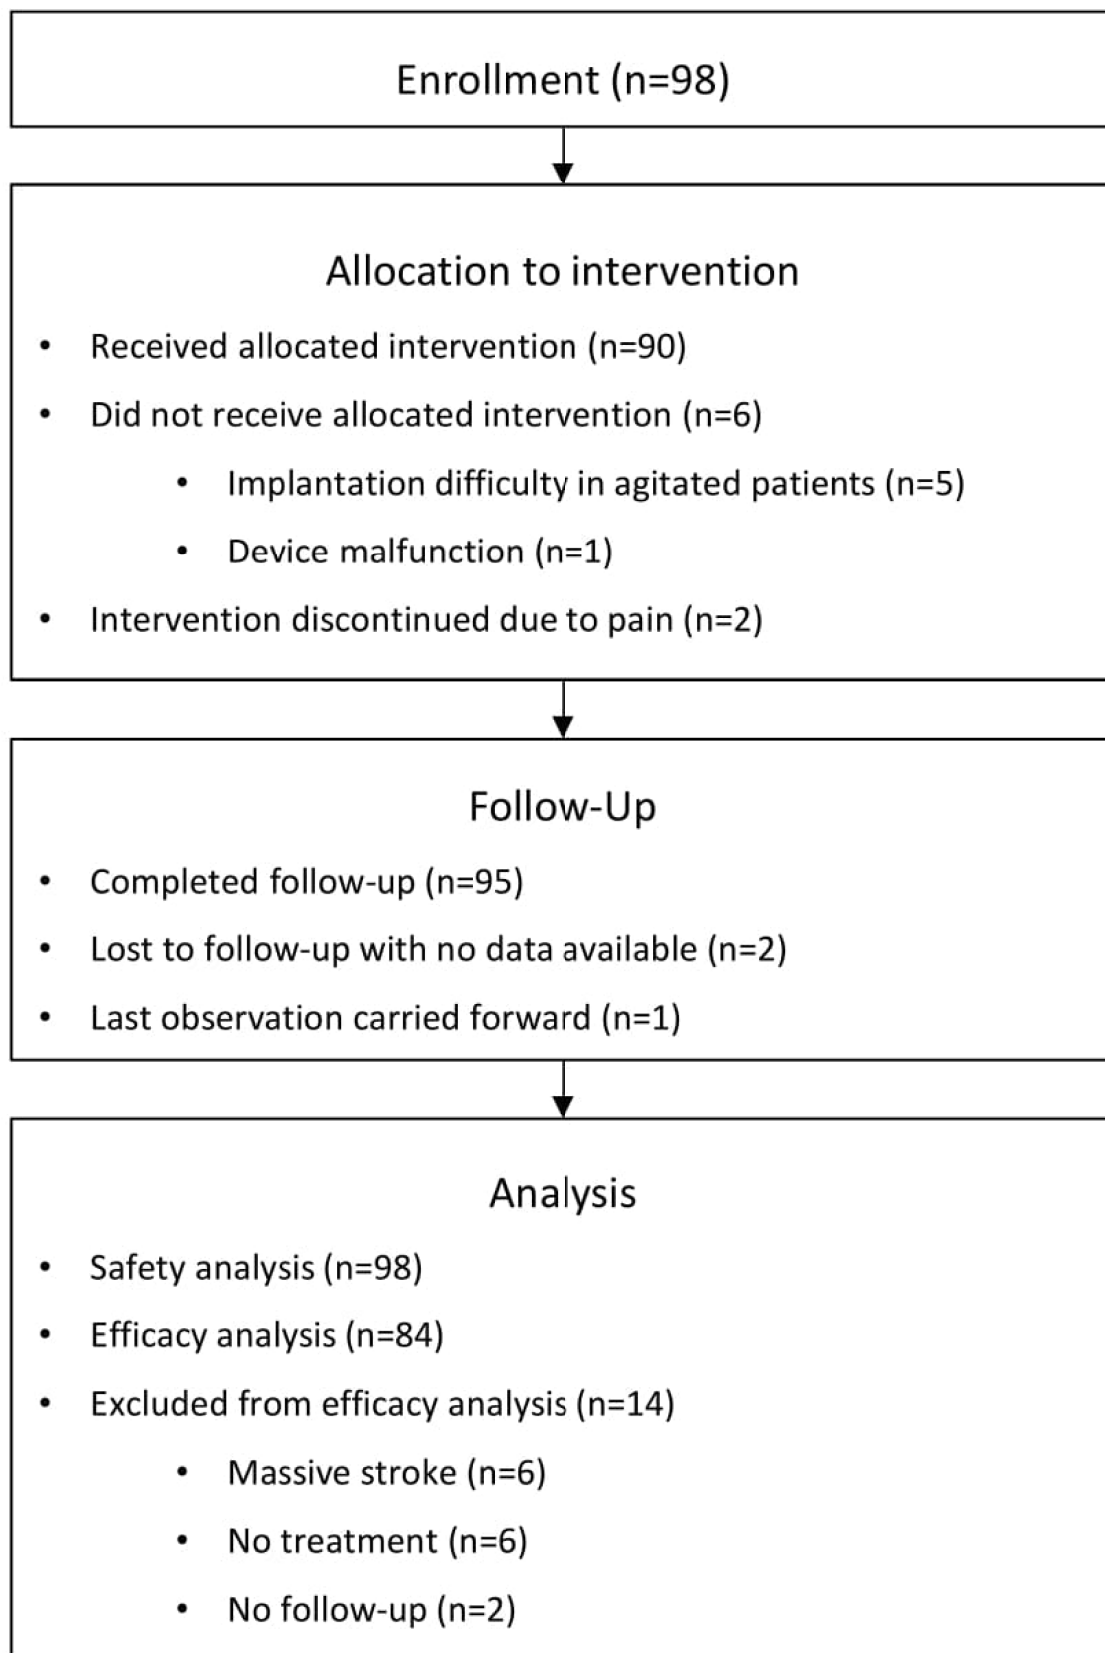 Enrollment (n=98)
Allocation to intervention
• Received allocated intervention (n=90)
• Did not receive allocated intervention (n=6)
• Implantation difficulty in agitated patients (n=5)
• Device malfunction (n=1)
• Intervention discontinued due to pain (n=2)
Follow-Up
• Completed follow-up (n=95)
• Lost to follow-up with no data available (n=2)
• Last observation carried forward (n=1)
Analysis
• Safety analysis (n=98)
• Efficacy analysis (n=84)
• Excluded from efficacy analysis (n=14)
• Massive stroke (n=6)
• No treatment (n=6)
• No follow-up (n=2)